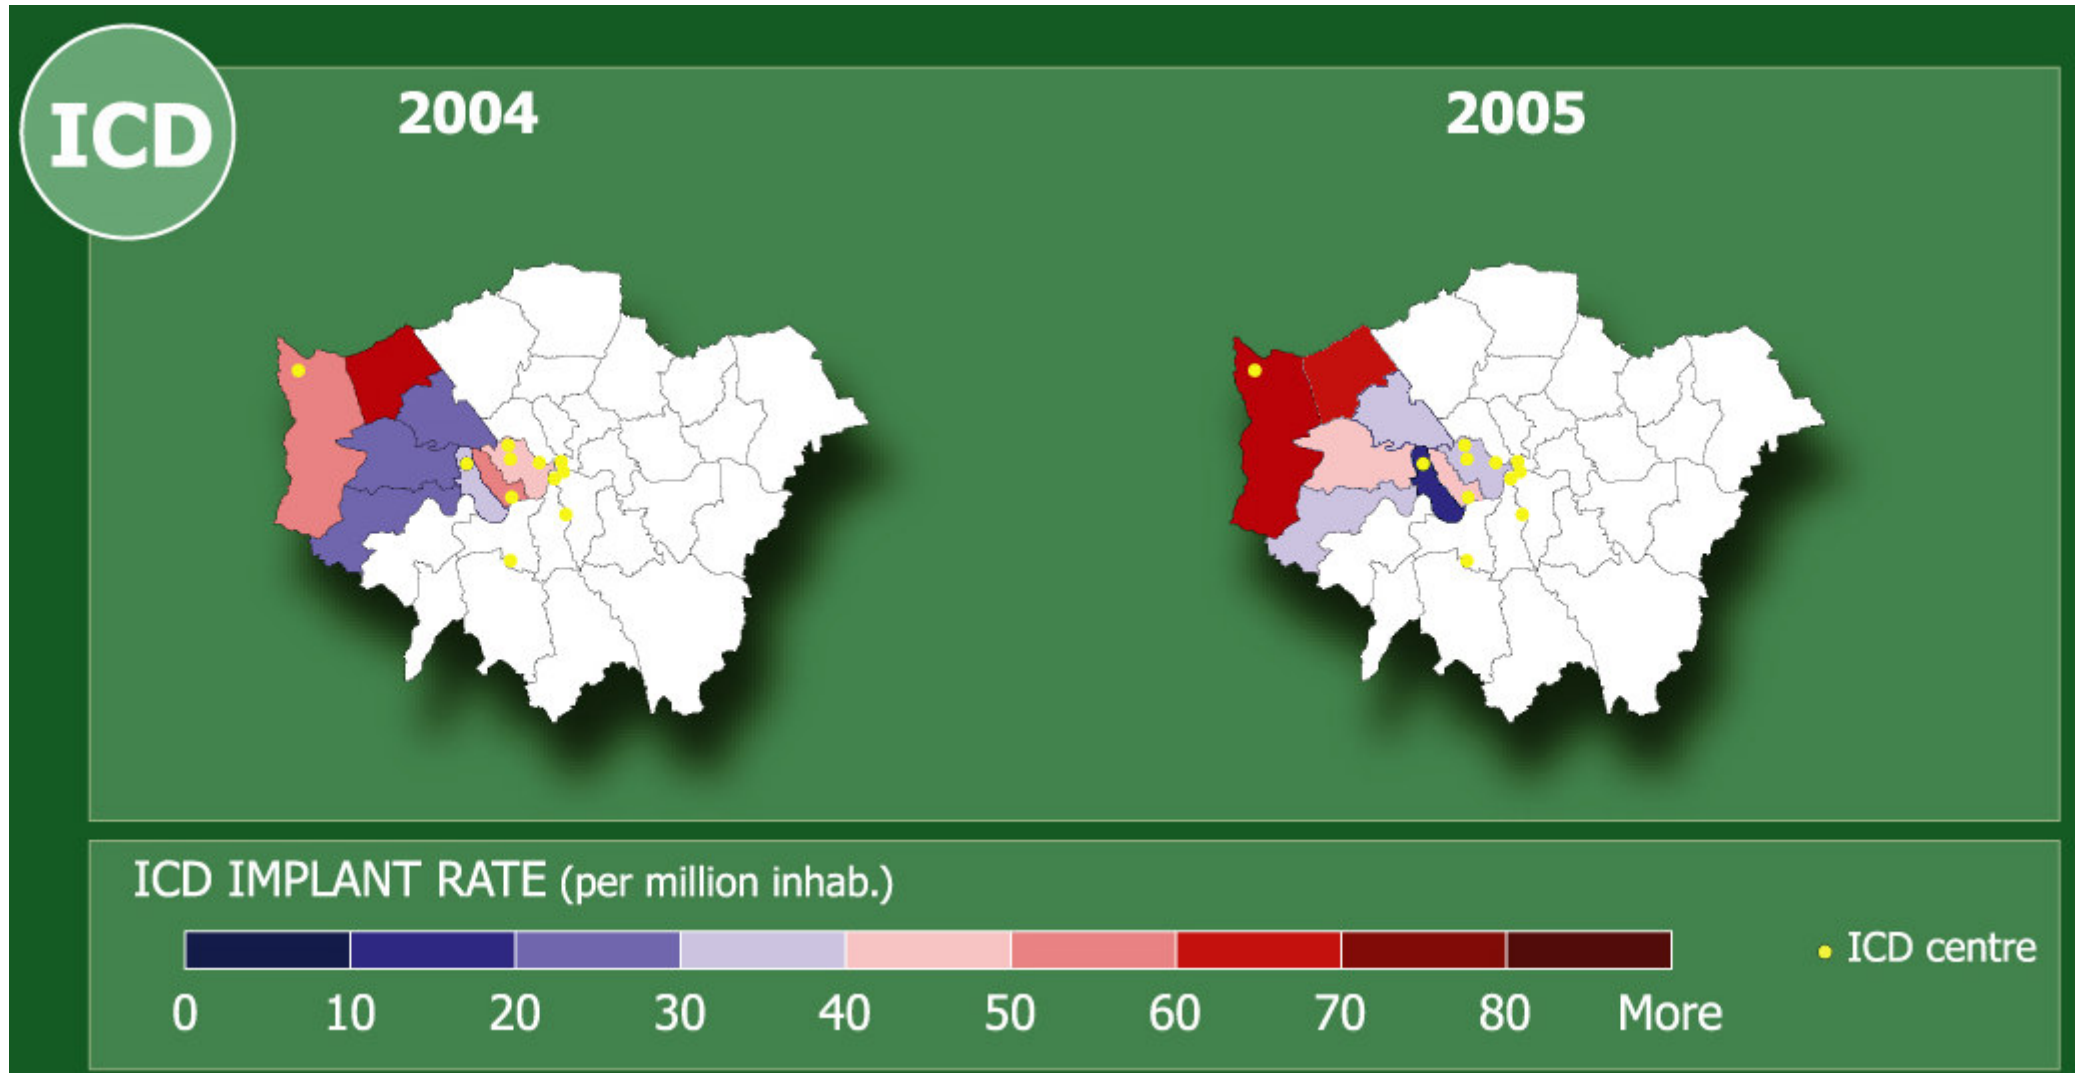 ICD
2004
2005
ICD IMPLANT RATE (per million inhab.)
0 10 20 30 40 50 60 70 80 More
ICD centre